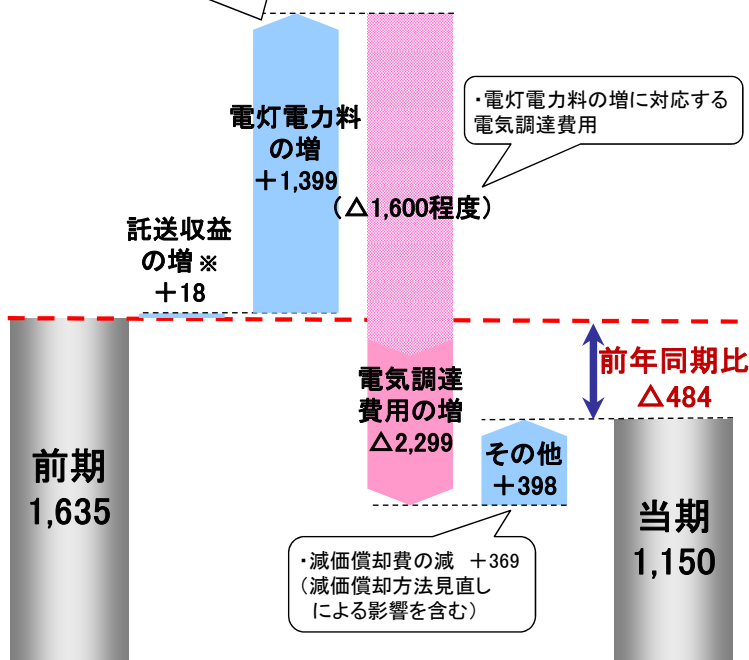 ・電灯電力料の増に対応する
電気調達費用
電灯電力料
の増
＋1,399
（△1,600程度）
託送収益
の増※
＋18
前年同期比
△484
電気調達
費用の増
△2,299
その他
＋398
前期
1,635
当期
1,150
・減価償却費の減　＋369
（減価償却方法見直し
による影響を含む）